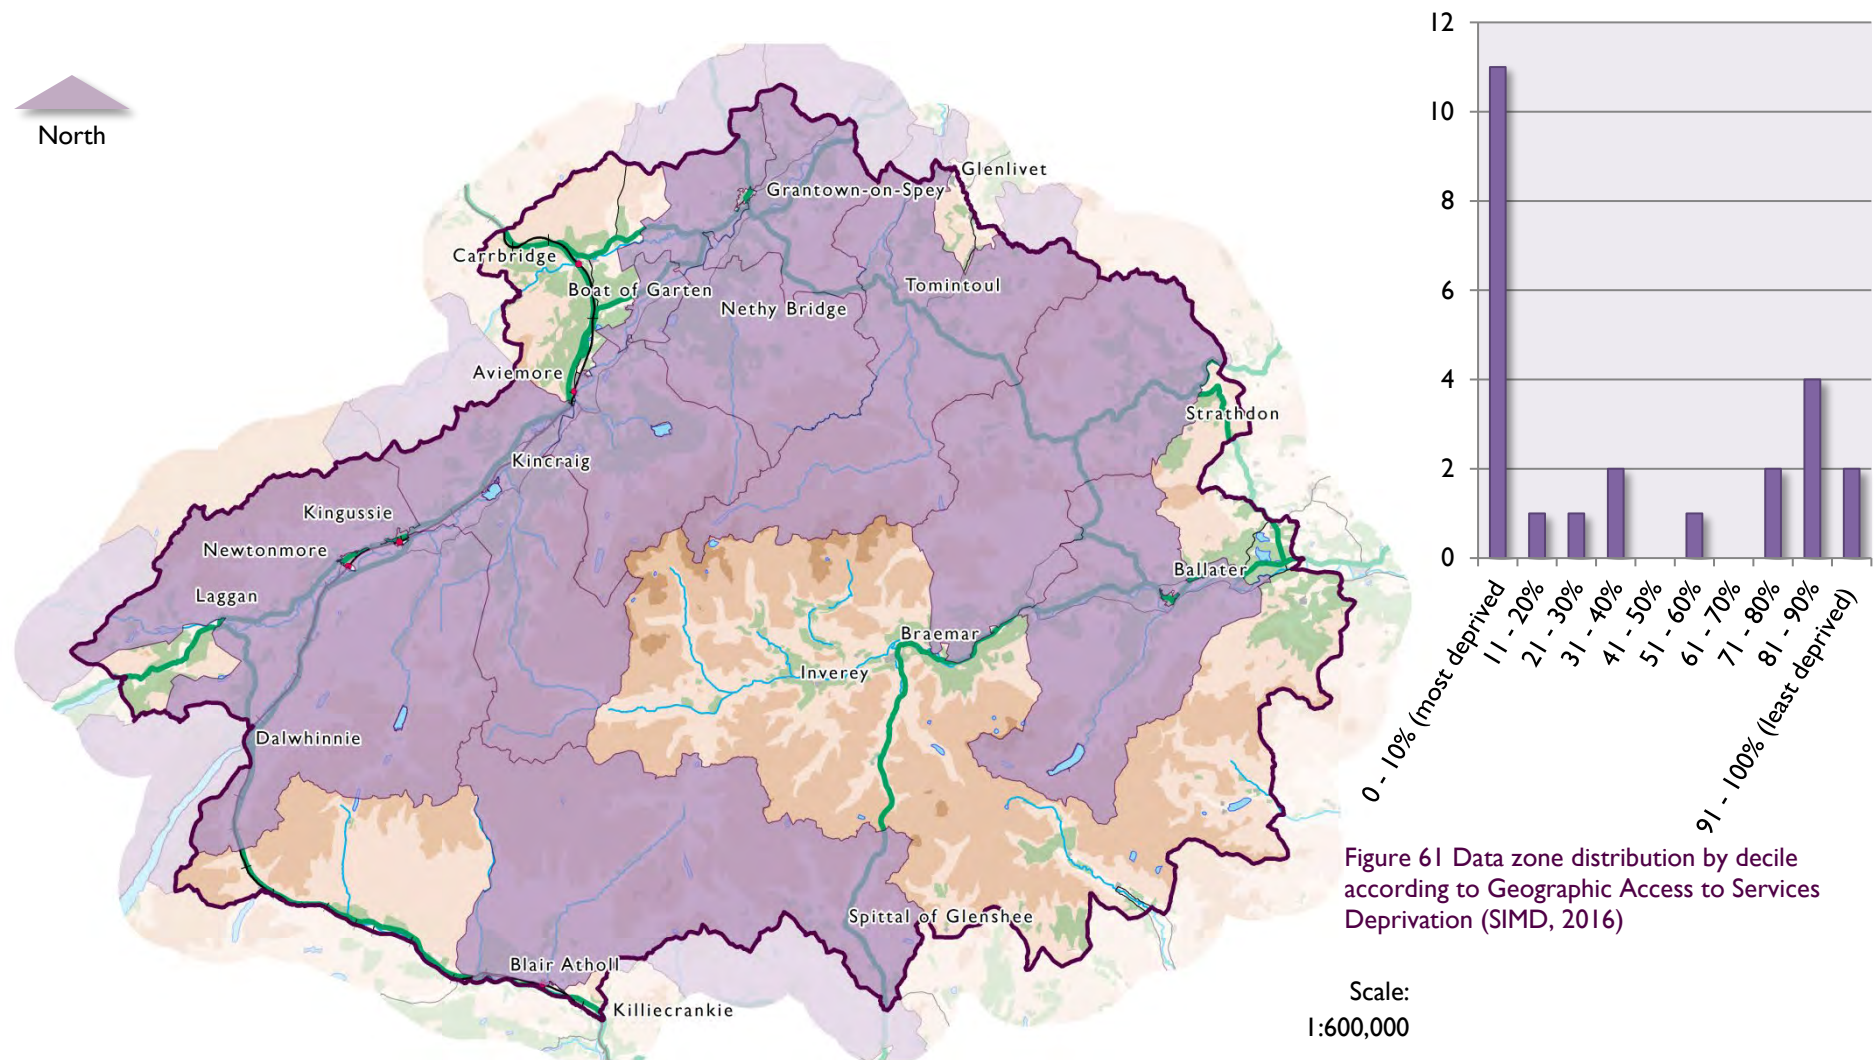 North
Glenlivet
Grantown-on-Spey
Carrbridge
Boat of Garten
Tomintoul
Nethy Bridge
Aviemore
Strathdon
Kincraig
Kingussie
Newtonmore
Ballater
Laggan
Braemar
Inverey
Dalwhinnie
Spittal of Glenshee
Blair Atholl
Killiecrankie
12
10
8
6
4
2
0
0 - 10% (most deprived
11 - 20%
21 - 30%
31 - 40%
41 - 50%
51 - 60%
61 - 70%
71 - 80%
81 - 90%
91 - 100% (least deprived)
Figure 61 Data zone distribution by decile
according to Geographic Access to Services
Deprivation (SIMD, 2016)
Scale:
1:600,000